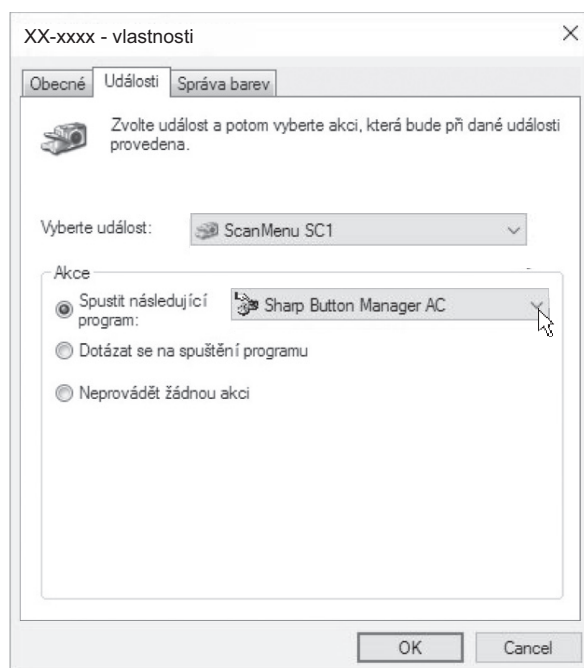 XX-xxxx - vlastnosti
Obecné Události Správa barev
Zvolte událost a potom vyberte akci, která bude při dané události
provedena.
Vyberte událost: ScanMenu SC1
Akce
Spustit následující
program: Sharp Button Manager AC
Dotázat se na spuštění programu
Neprovádět žádnou akci
OK Cancel